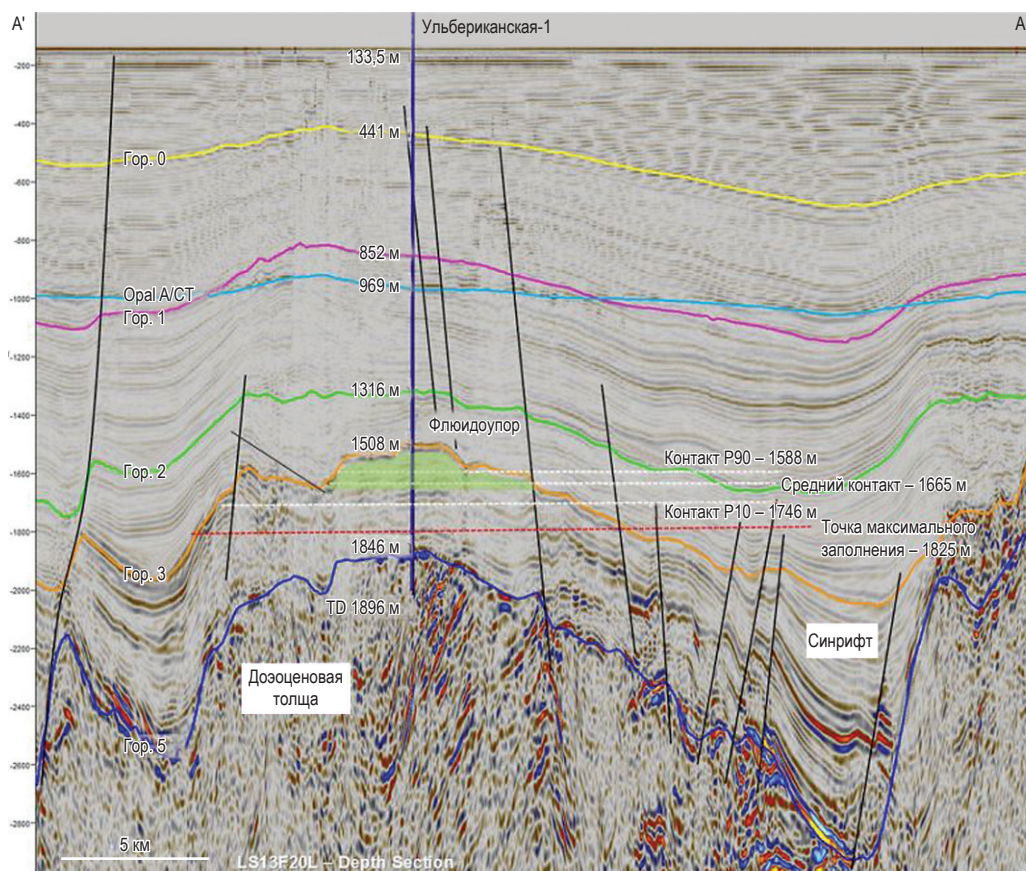 A'
Ульбериканская-1
A
133,5 м
-200
-400
441 м
Гор. 0
-600
-800
852 м
969 м
Opal A/CT
-1000
Гор. 1
-1200
1316 м
-1400
Флюидоупор
1508 м
Контакт P90 – 1588 м
Гор. 2
-1600
Средний контакт – 1665 м
Контакт P10 – 1746 м
Точка максимального
заполнения – 1825 м
-1800
1846 м
Гор. 3
-2000
TD 1896 м
-2200
Синрифт
Доэоценовая
толща
-2400
Гор. 5
-2600
-2800
5 км
LS13F20L – Depth Section